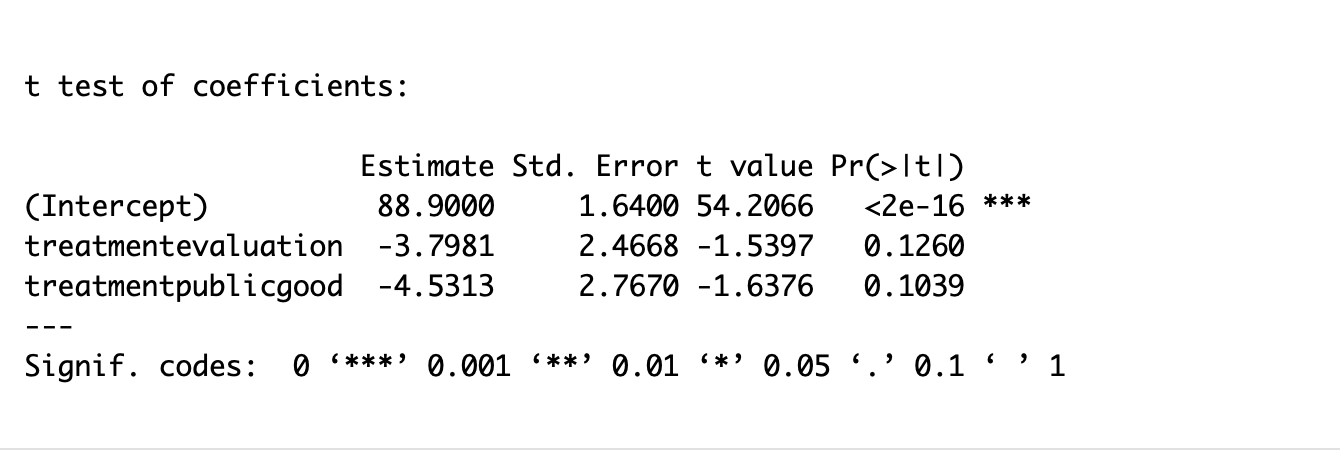 t test of coefficients:
Estimate Std. Error t value Pr(>|t|)
(Intercept) 88.9000 1.6400 54.2066 <2e-16 ***
treatmentevaluation -3.7981 2.4668 -1.5397 0.1260
treatmentpublicgood -4.5313 2.7670 -1.6376 0.1039
---
Signif. codes:  0 ‘***’ 0.001 ‘**’ 0.01 ‘*’ 0.05 ‘.’ 0.1 ‘ ’ 1